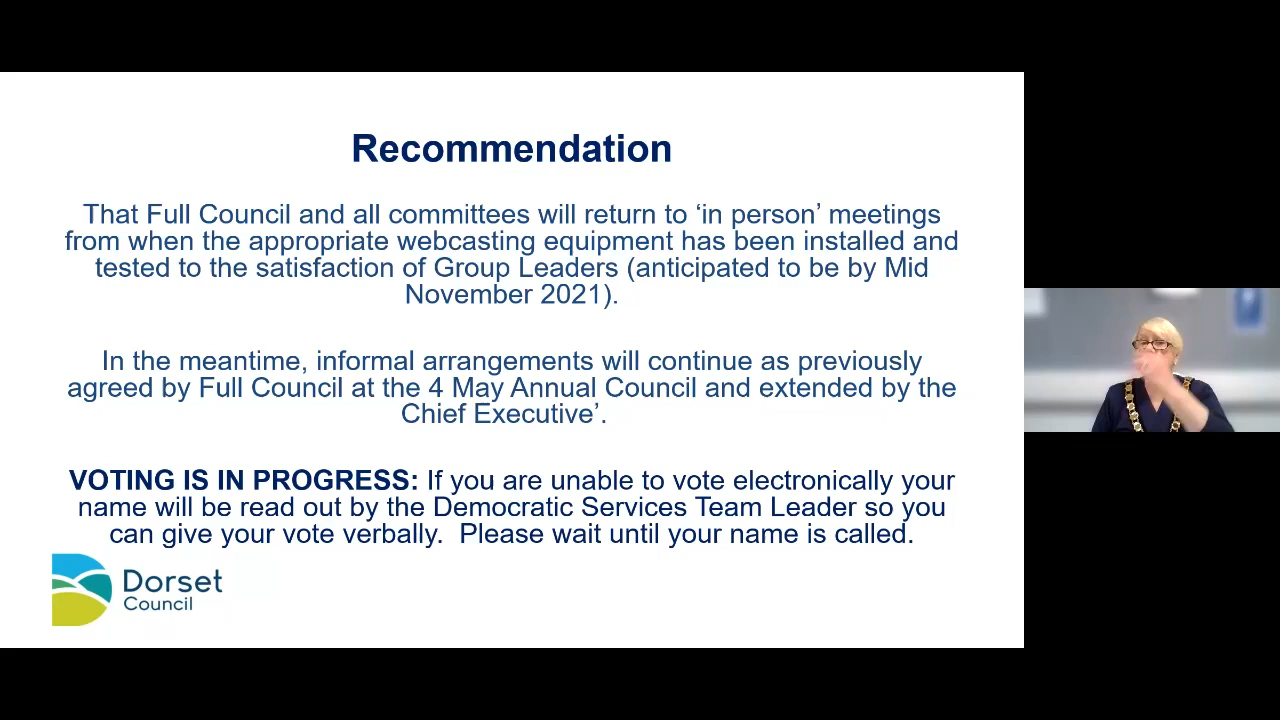 Recommendation
That Full Council and all committees will return to ‘in person’ meetings
from when the appropriate webcasting equipment has been installed and
tested to the satisfaction of Group Leaders (anticipated to be by Mid
November 2021).
In the meantime, informal arrangements will continue as previously
agreed by Full Council at the 4 May Annual Council and extended by the
Chief Executive’.
VOTING IS IN PROGRESS: If you are unable to vote electronically your
name will be read out by the Democratic Services Team Leader so you
can give your vote verbally.  Please wait until your name is called.
Dorset
Council